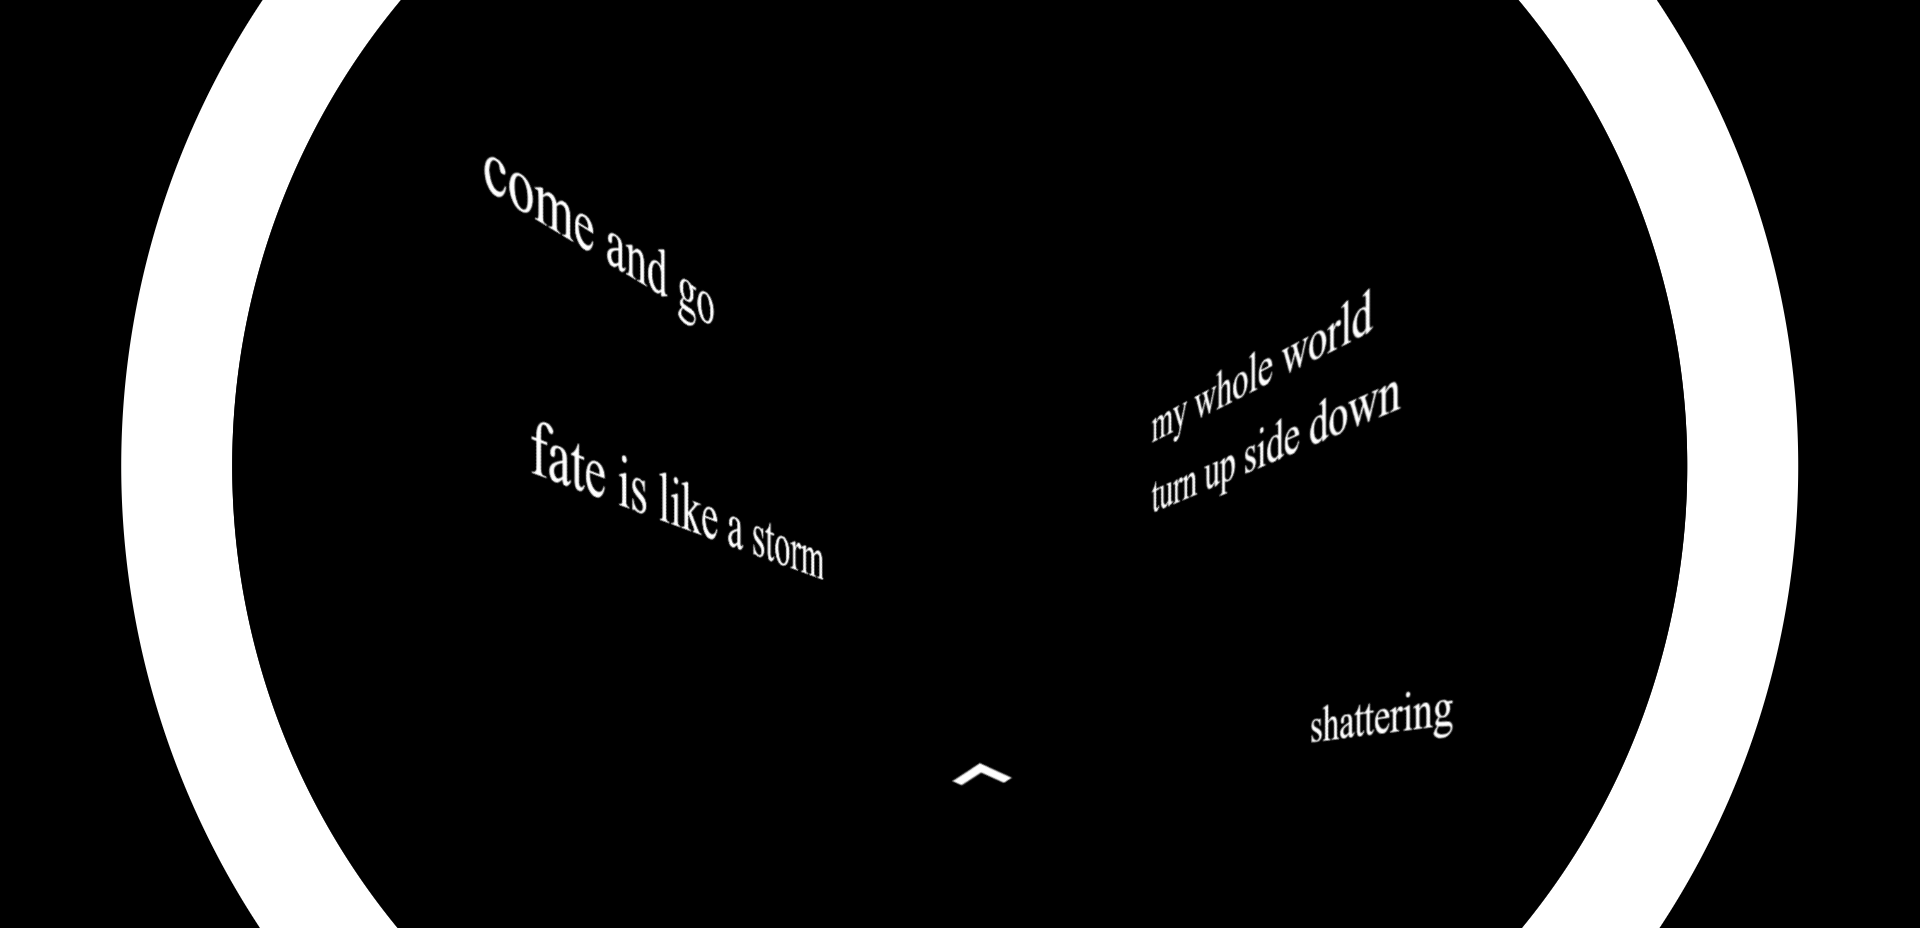 come and go
fate is like a storm
my whole world
turn up side down
shattering